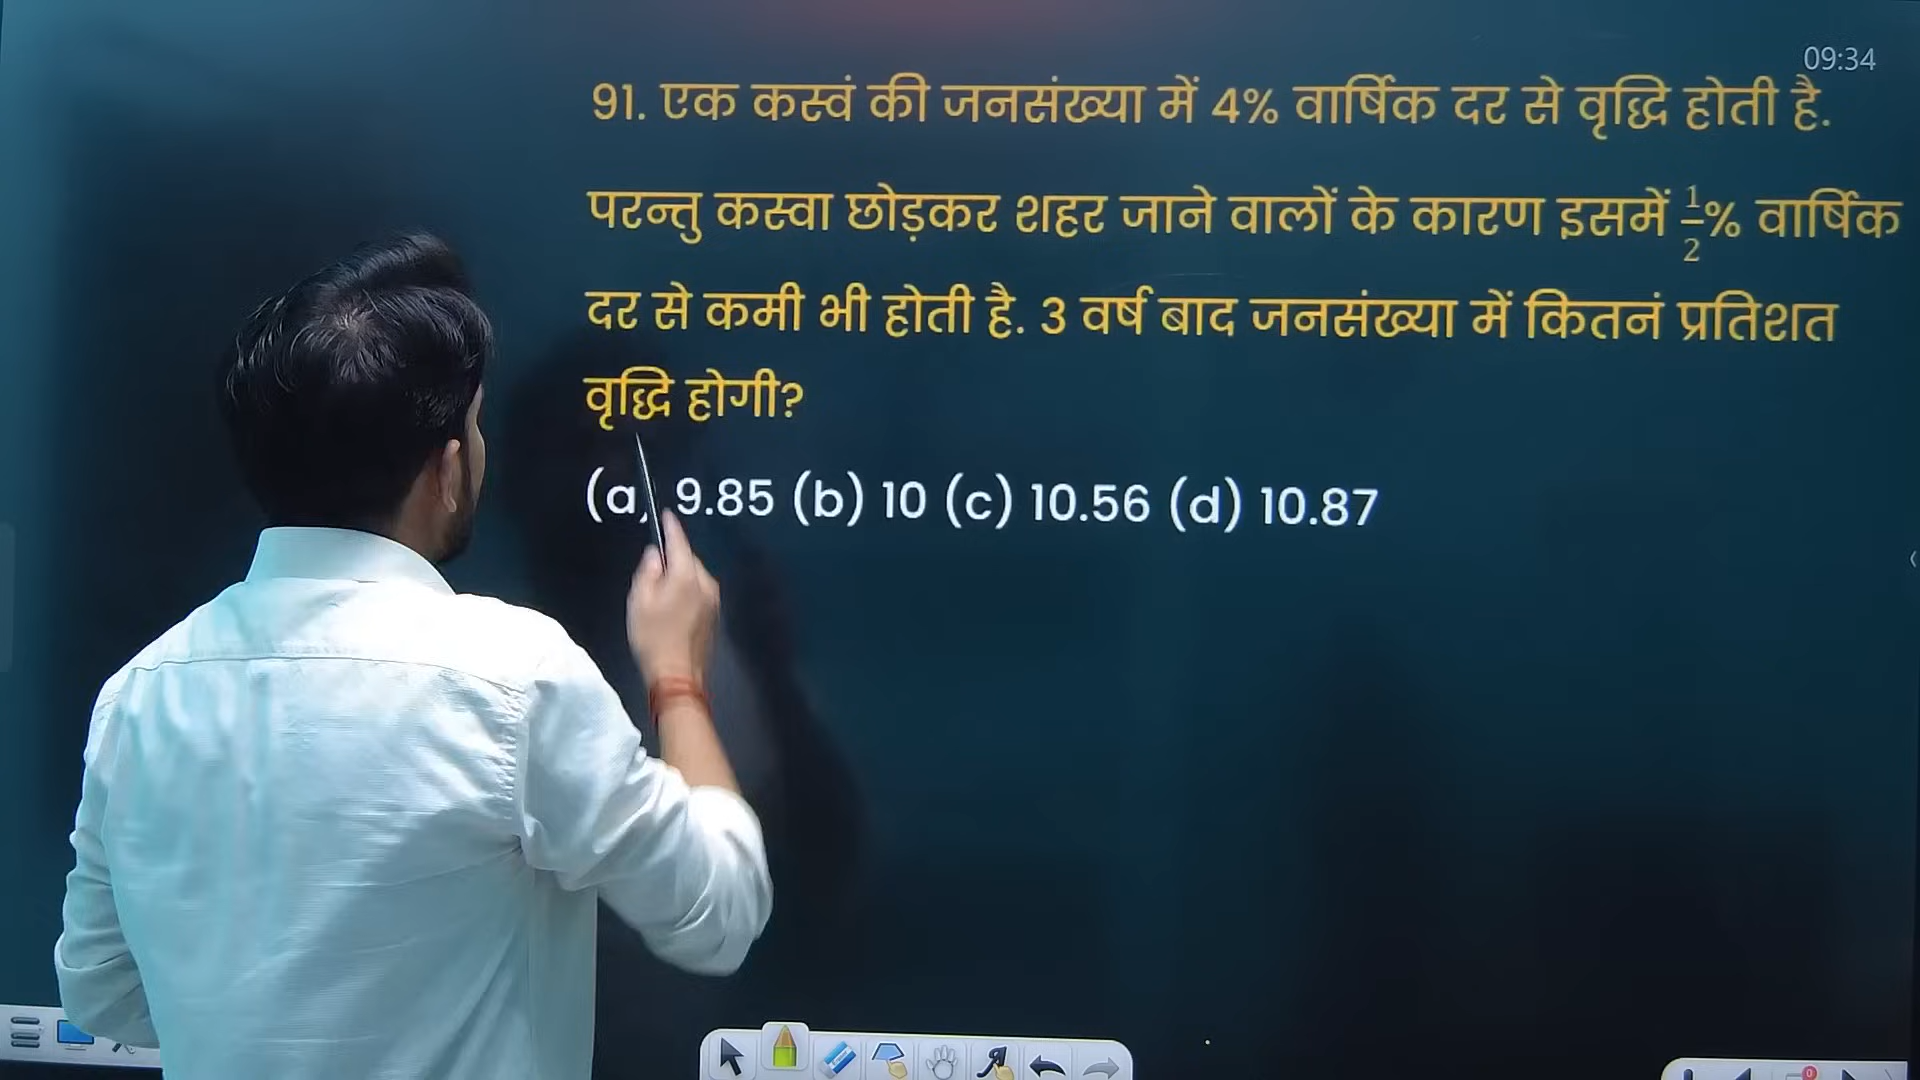 09:34
91. एक कस्वं की जनसंख्या में 4% वार्षिक दर से वृद्धि होती है.
परन्तु कस्वा छोड़कर शहर जाने वालों के कारण इसमें 1/2% वार्षिक
दर से कमी भी होती है. 3 वर्ष बाद जनसंख्या में कितनं प्रतिशत
वृद्धि होगी?
(a) 9.85 (b) 10 (c) 10.56 (d) 10.87
0